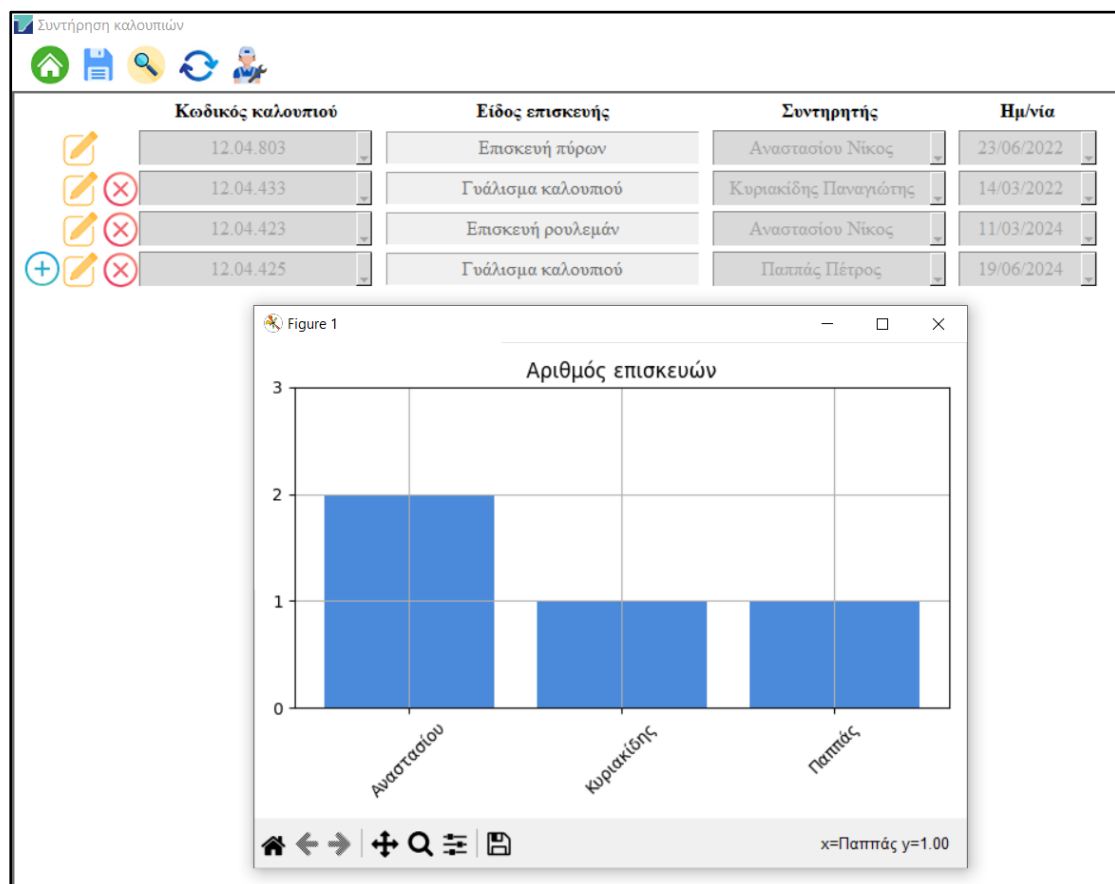 Συντήρηση καλουπιών
Κωδικός καλουπιού Είδος επισκευής Συντηρητής Ημ/νία
12.04.803 Επισκευή πύρων Αναστασίου Νίκος 23/06/2022
12.04.433 Γυάλισμα καλουπιού Κυριακίδης Παναγιώτης 14/03/2022
12.04.423 Επισκευή ρουλεμάν Αναστασίου Νίκος 11/03/2024
12.04.425 Γυάλισμα καλουπιού Παππάς Πέτρος 19/06/2024
Figure 1
Αριθμός επισκευών
3
2
1
0
Αναστασίου Κυριακίδης Παππάς
x=Παππάς y=1.00